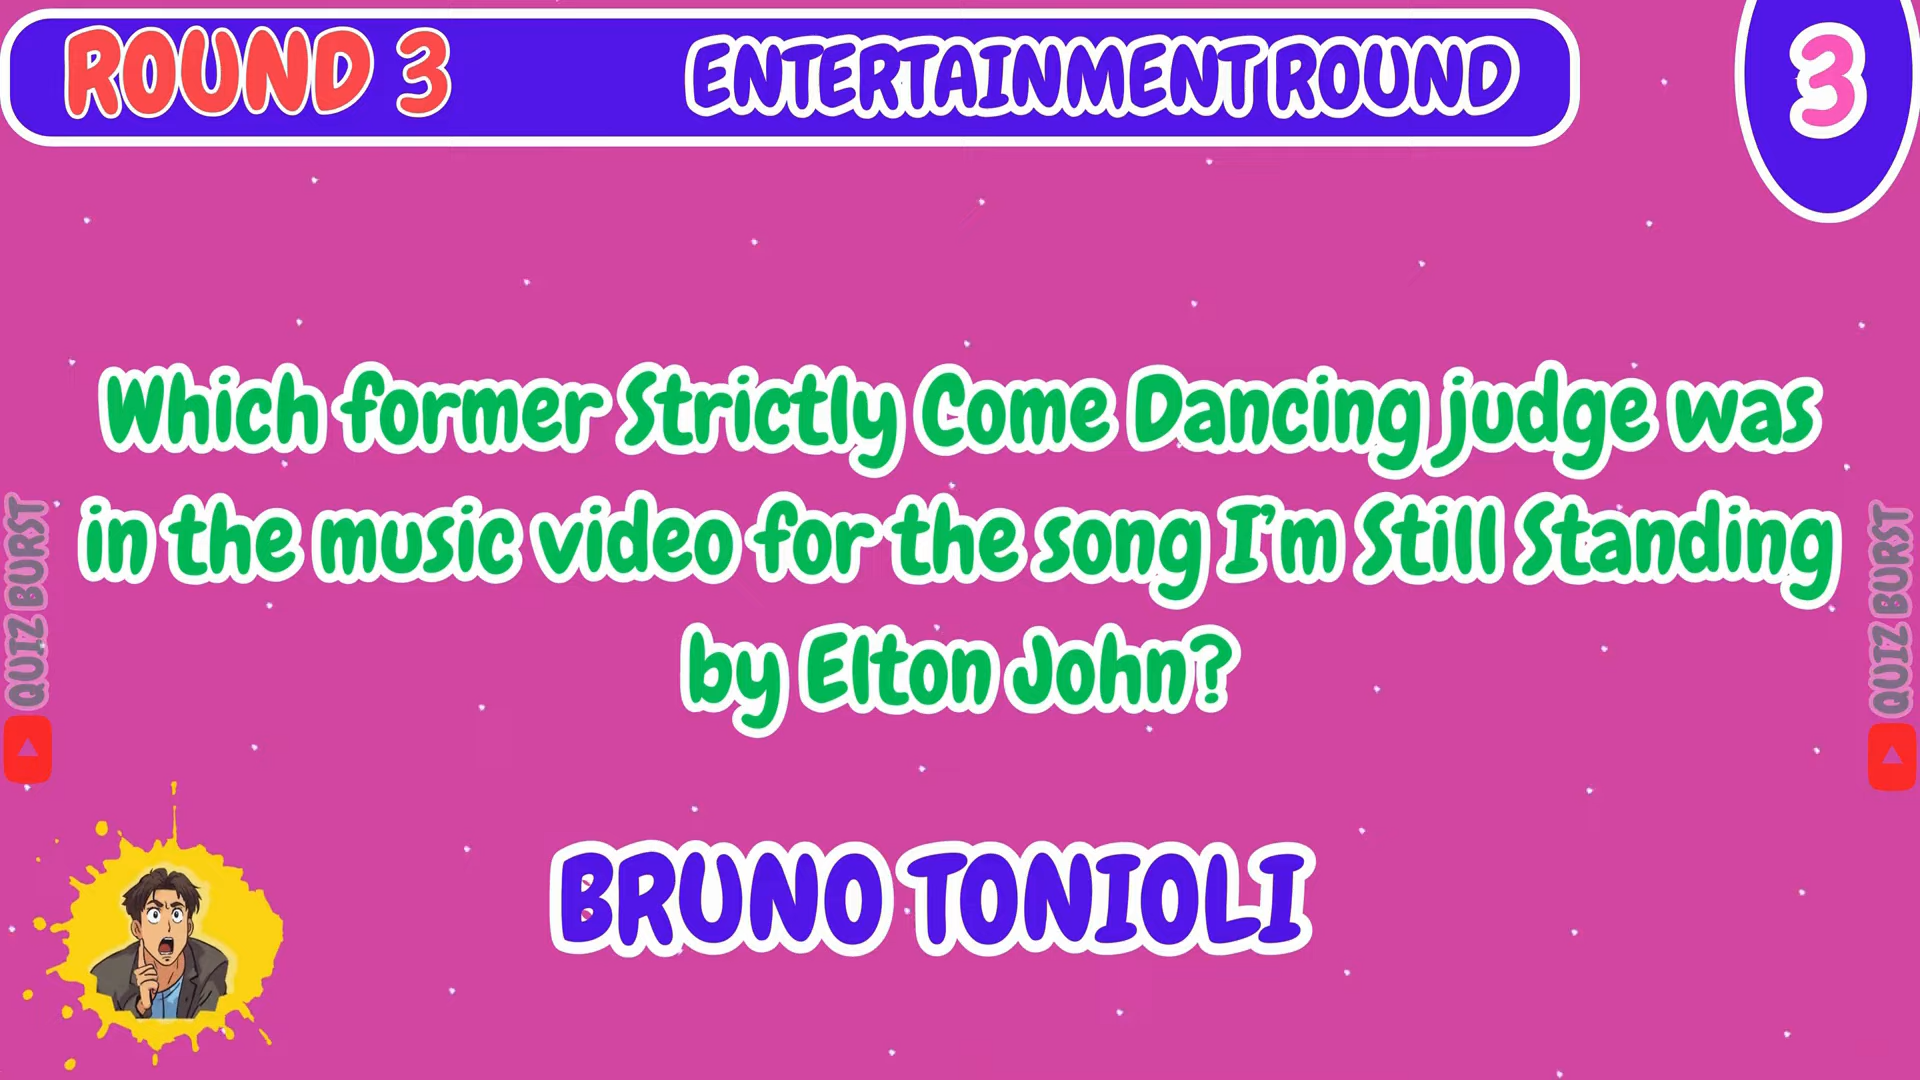 ROUND 3
ENTERTAINMENT ROUND
3
Which former Strictly Come Dancing judge was
in the music video for the song I'm Still Standing
by Elton John?
QUIZ BURST
QUIZ BURST
BRUNO TONIOLI